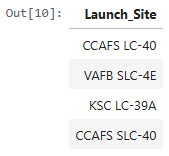 Out[10]:
Launch_Site
CCAFS LC-40
VAFB SLC-4E
KSC LC-39A
CCAFS SLC-40